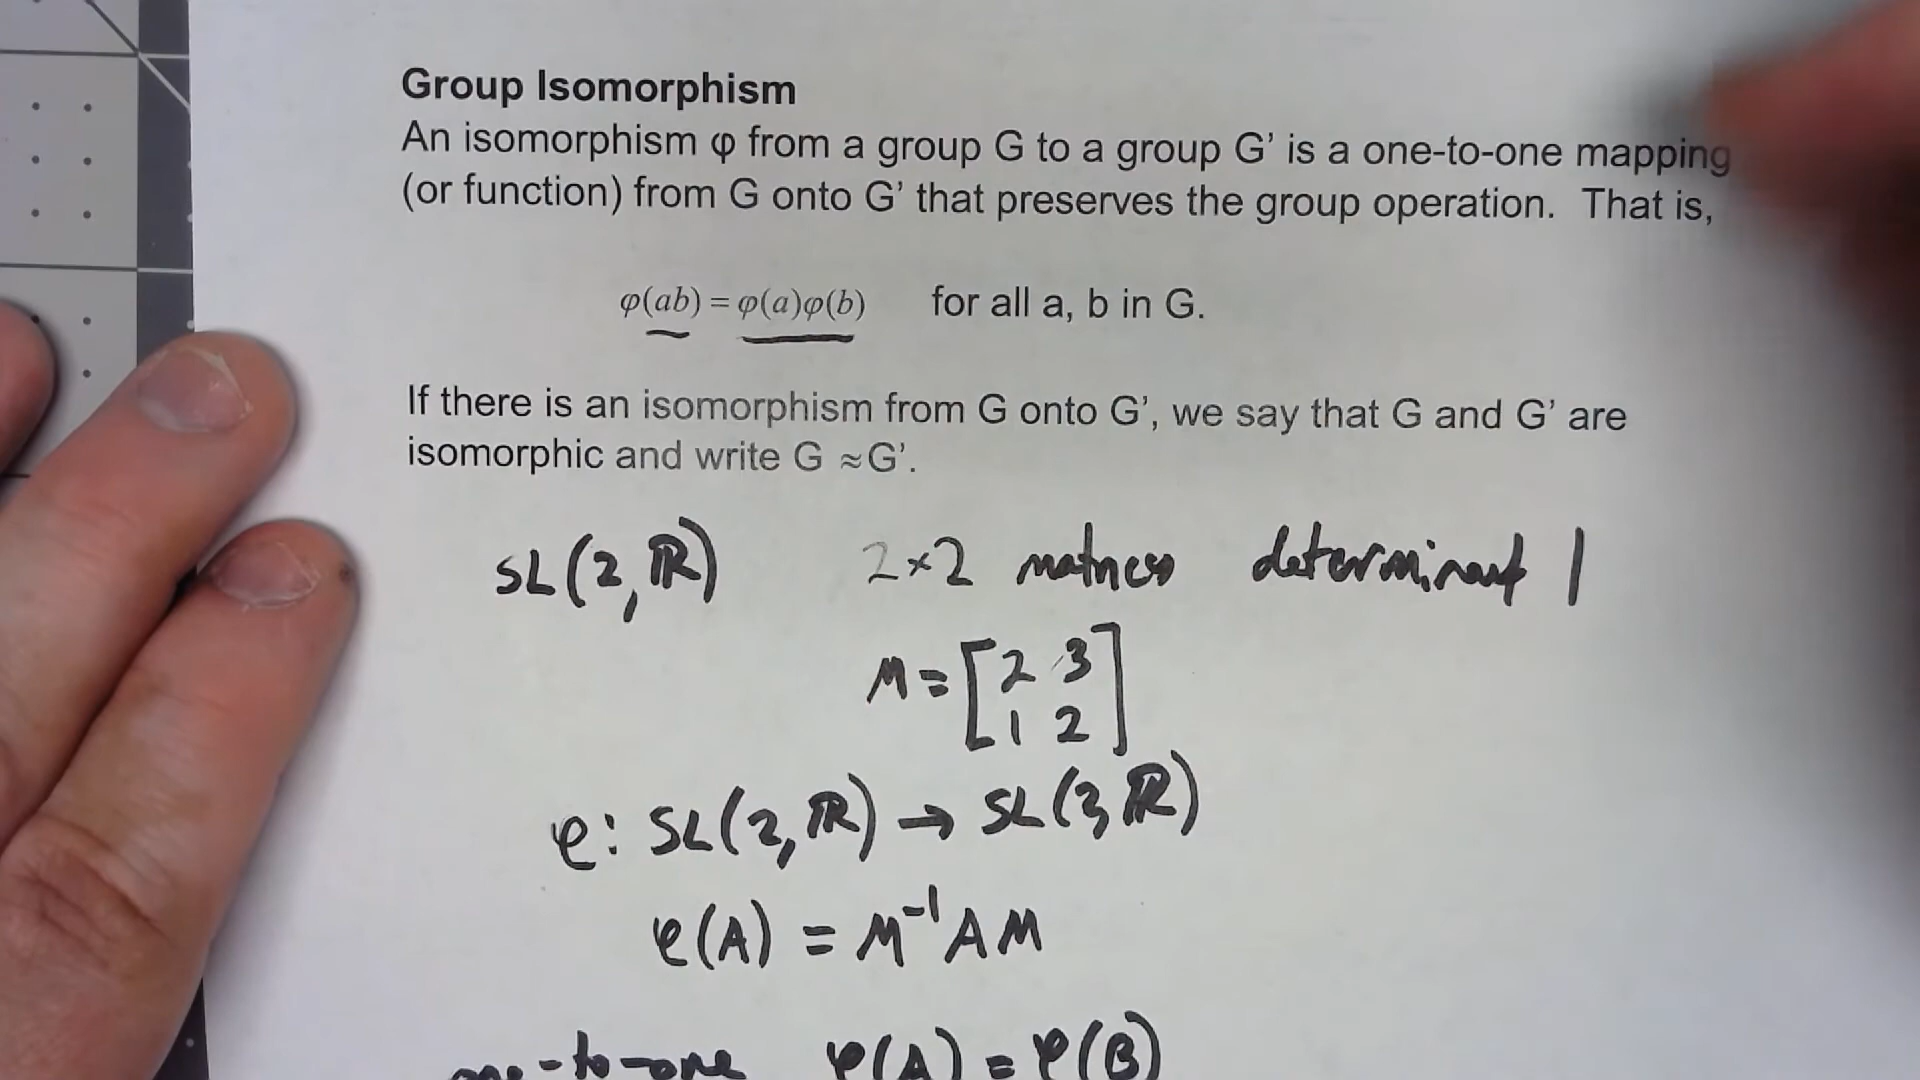 Group Isomorphism
An isomorphism φ from a group G to a group G’ is a one-to-one mapping
(or function) from G onto G’ that preserves the group operation. That is,
φ(ab) = φ(a)φ(b) for all a, b in G.
If there is an isomorphism from G onto G’, we say that G and G’ are
isomorphic and write G ≈G’.
SL(2, ℝ) 2×2 matrices determinant 1
M = [2 3
1 2]
φ: SL(2, ℝ) → SL(2, ℝ)
φ(A) = M⁻¹AM
one-to-one φ(A) = φ(B)